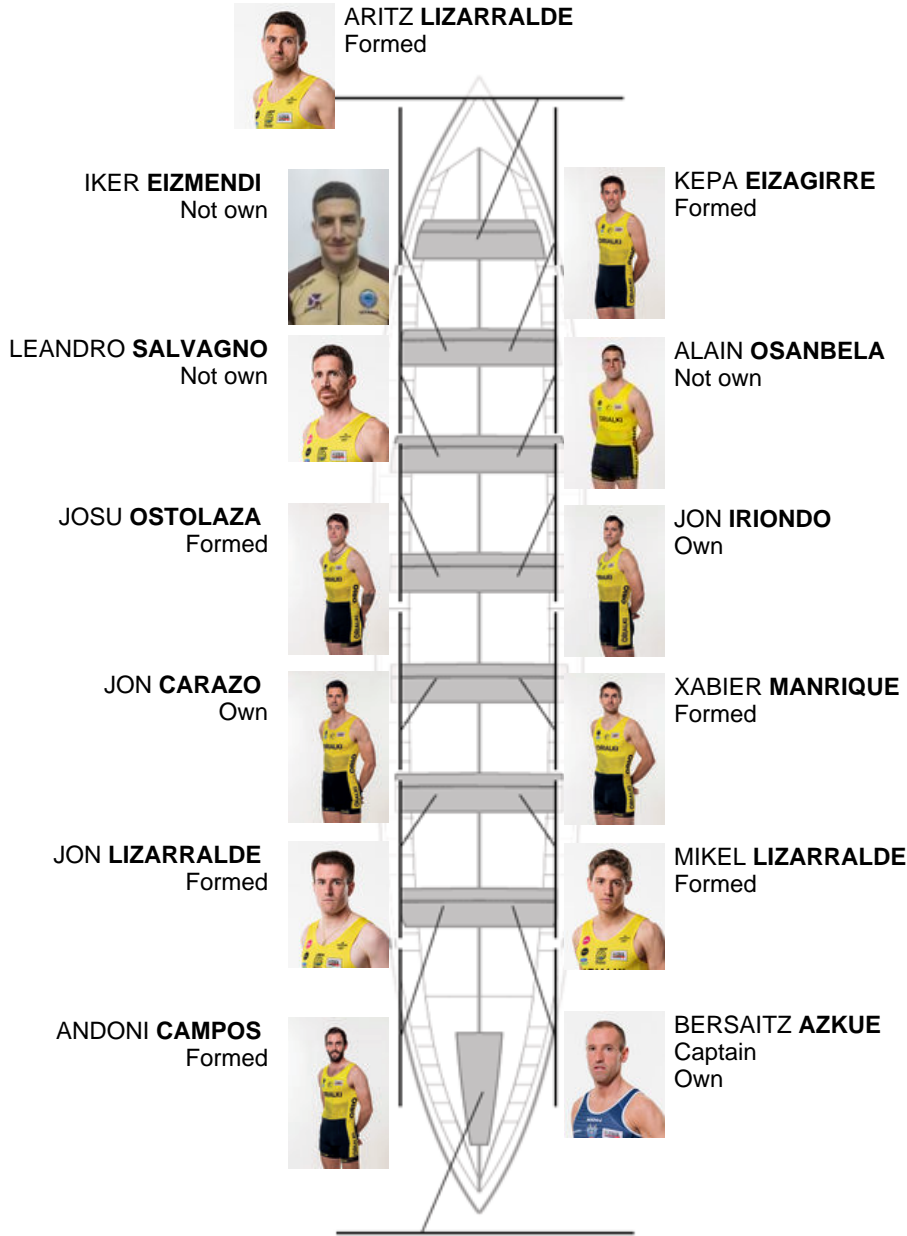 ARITZ LIZARRALDE
Formed
IKER EIZMENDI
Not own
KEPA EIZAGIRRE
Formed
LEANDRO SALVAGNO
Not own
ALAIN OSANBELA
Not own
JOSU OSTOLAZA
Formed
JON IRIONDO
Own
JON CARAZO
Own
XABIER MANRIQUE
Formed
JON LIZARRALDE
Formed
MIKEL LIZARRALDE
Formed
ANDONI CAMPOS
Formed
BERSAITZ AZKUE
Captain
Own